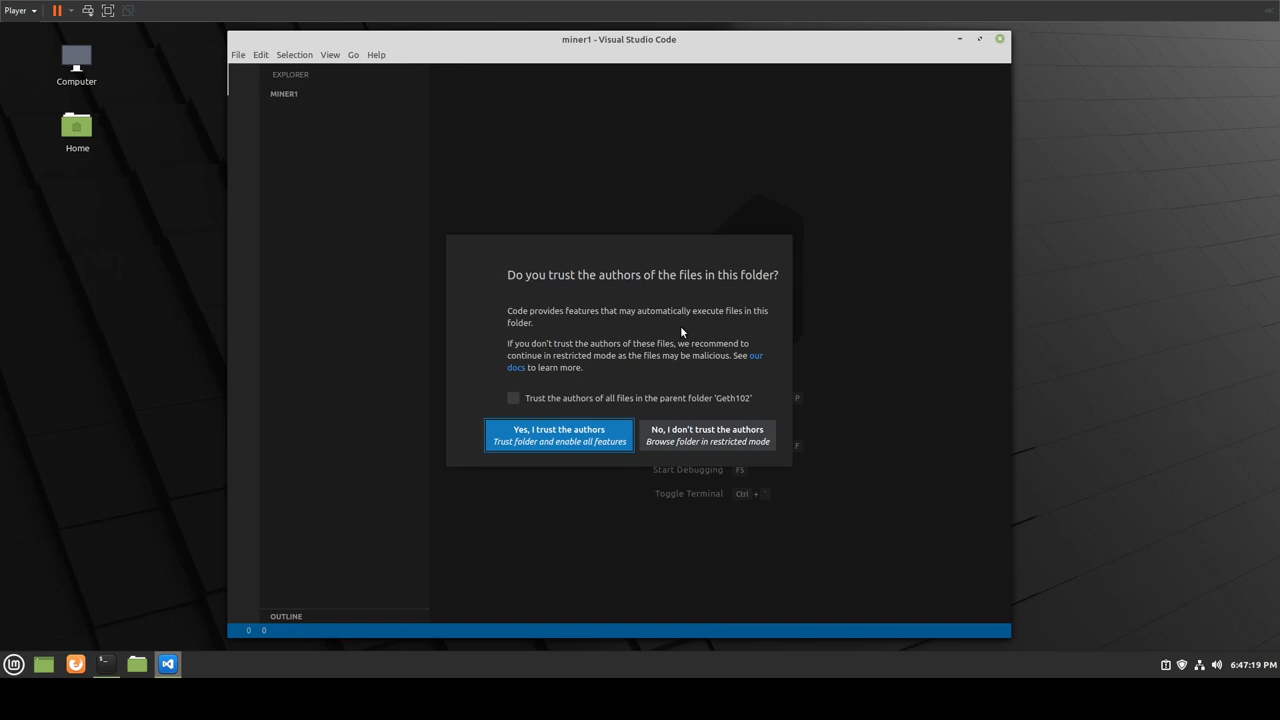 Player
miner1 - Visual Studio Code
File Edit Selection View Go Help
Computer
Home
EXPLORER
MINER1
Do you trust the authors of the files in this folder?
Code provides features that may automatically execute files in this
folder.
If you don't trust the authors of these files, we recommend to
continue in restricted mode as the files may be malicious. See our
docs to learn more.
Trust the authors of all files in the parent folder 'Geth102'
P
Yes, I trust the authors
Trust folder and enable all features
No, I don't trust the authors
Browse folder in restricted mode
F
Start Debugging F5
Toggle Terminal Ctrl + `
OUTLINE
0 0
6:47:19 PM